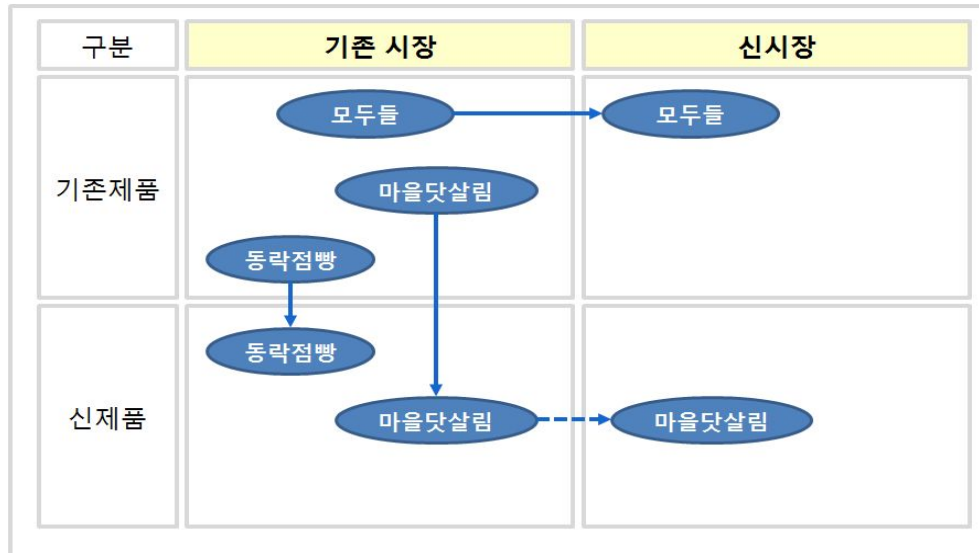 구분
기존 시장
신시장
기존제품
모두들
모두들
마을닷살림
동락점빵
신제품
동락점빵
마을닷살림
마을닷살림